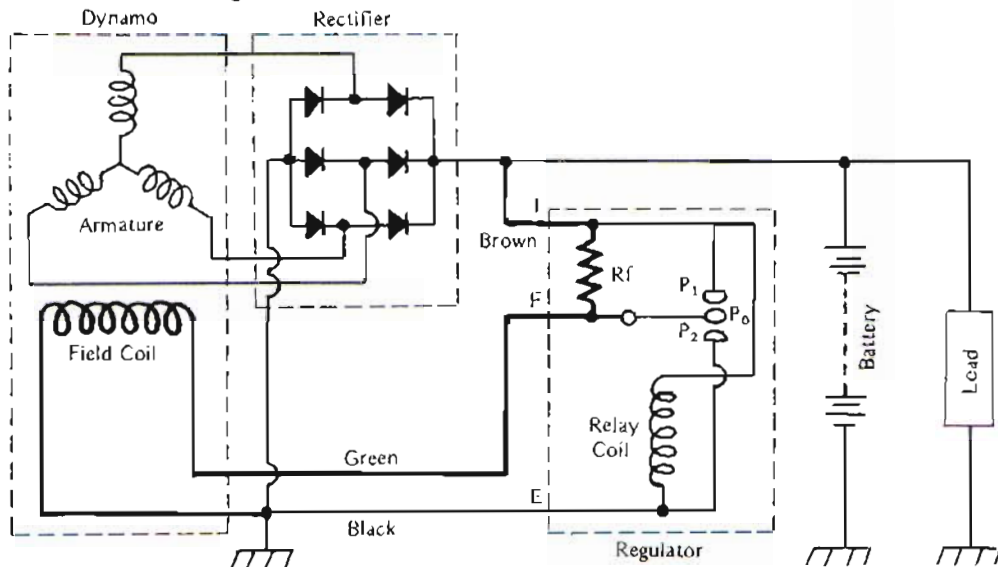 Dynamo
Rectifier
Armature
I
Brown
Rf
P1
P0
P2
F
Field Coil
Battery
Load
Relay
Coil
Green
E
Black
Regulator